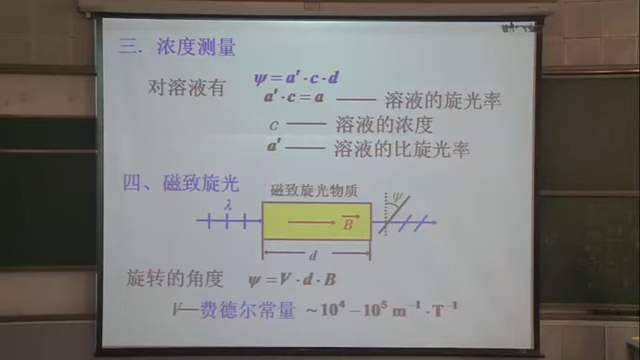 三. 浓度测量
对溶液有 ψ=a′·c·d
a′·c=a —— 溶液的旋光率
c —— 溶液的浓度
a′ —— 溶液的比旋光率
四、磁致旋光
磁致旋光物质
λ
B
ψ
d
旋转的角度 ψ=V·d·B
V—费德尔常量 ~10⁴−10⁵ m⁻¹·T⁻¹